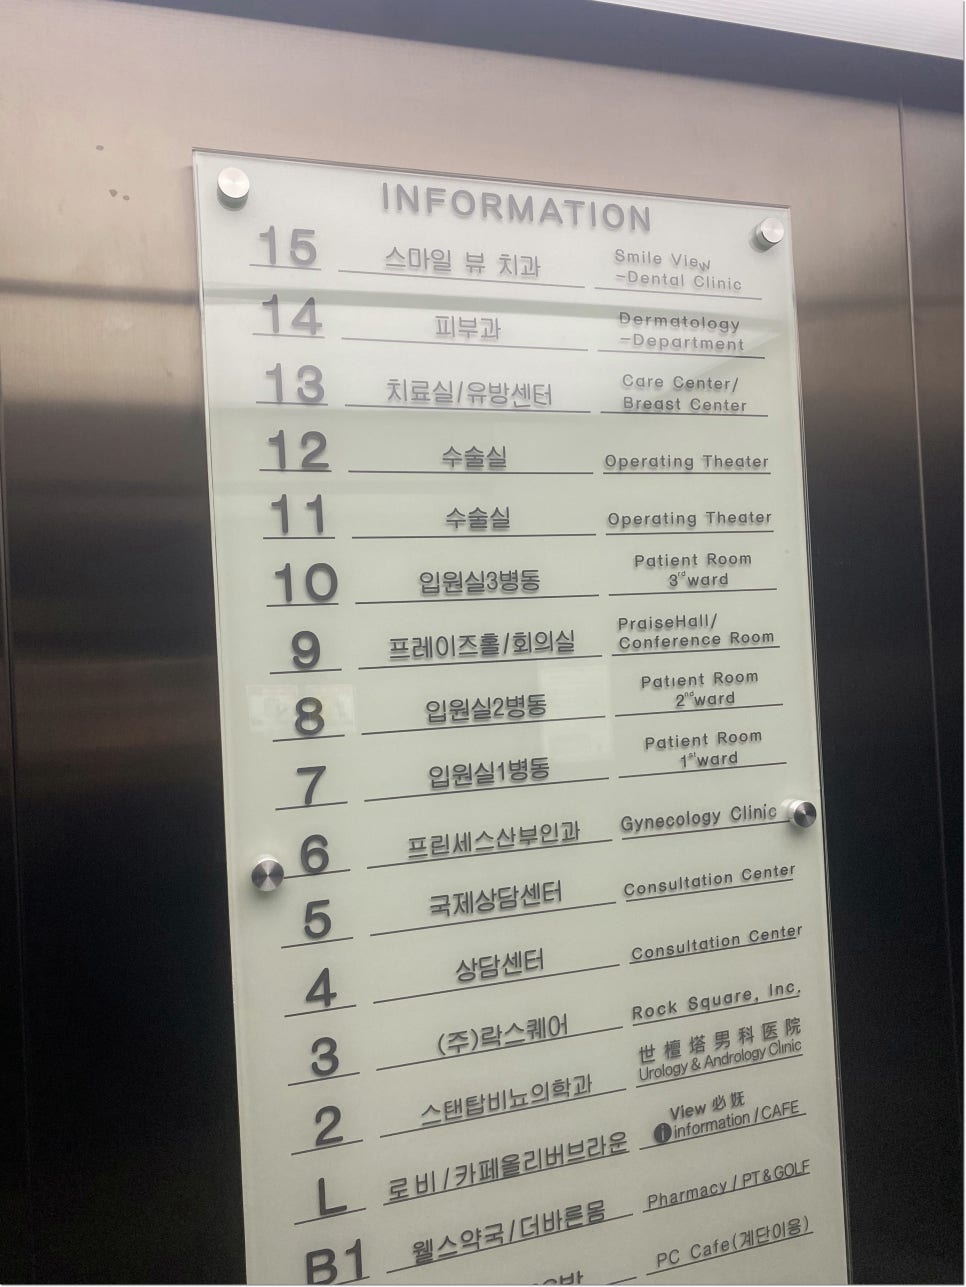 INFORMATION
15 스마일 뷰 치과 Smile View
-Dental Clinic
14 피부과 Dermatology
-Department
13 치료실/유방센터 Care Center/
Breast Center
12 수술실 Operating Theater
11 수술실 Operating Theater
10 입원실3병동 Patient Room
3rd ward
9 프레이즈홀/회의실 PraiseHall/
Conference Room
8 입원실2병동 Patient Room
2nd ward
7 입원실1병동 Patient Room
1st ward
6 프린세스산부인과 Gynecology Clinic
5 국제상담센터 Consultation Center
4 상담센터 Consultation Center
3 (주)락스퀘어 Rock Square, Inc.
2 스탠탑비뇨의학과 世檀塔男科医院
Urology & Andrology Clinic
L 로비/카페올리버브라운 View 必妩
i information / CAFE
B1 웰스약국/더바른몸 Pharmacy / PT & GOLF
PC Cafe(계단이용)